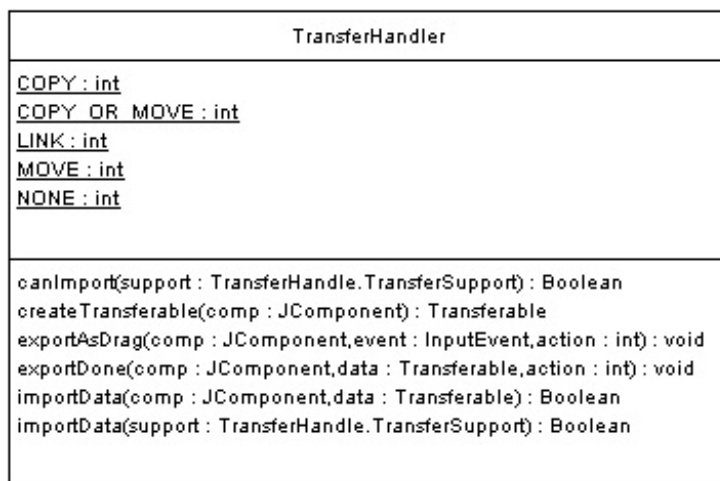 TransferHandler
COPY : int
COPY_OR_MOVE : int
LINK : int
MOVE : int
NONE : int
canImport(support : TransferHandle.TransferSupport) : Boolean
createTransferable(comp : JComponent) : Transferable
exportAsDrag(comp : JComponent,event : InputEvent,action : int) : void
exportDone(comp : JComponent,data : Transferable,action : int) : void
importData(comp : JComponent,data : Transferable) : Boolean
importData(support : TransferHandle.TransferSupport) : Boolean